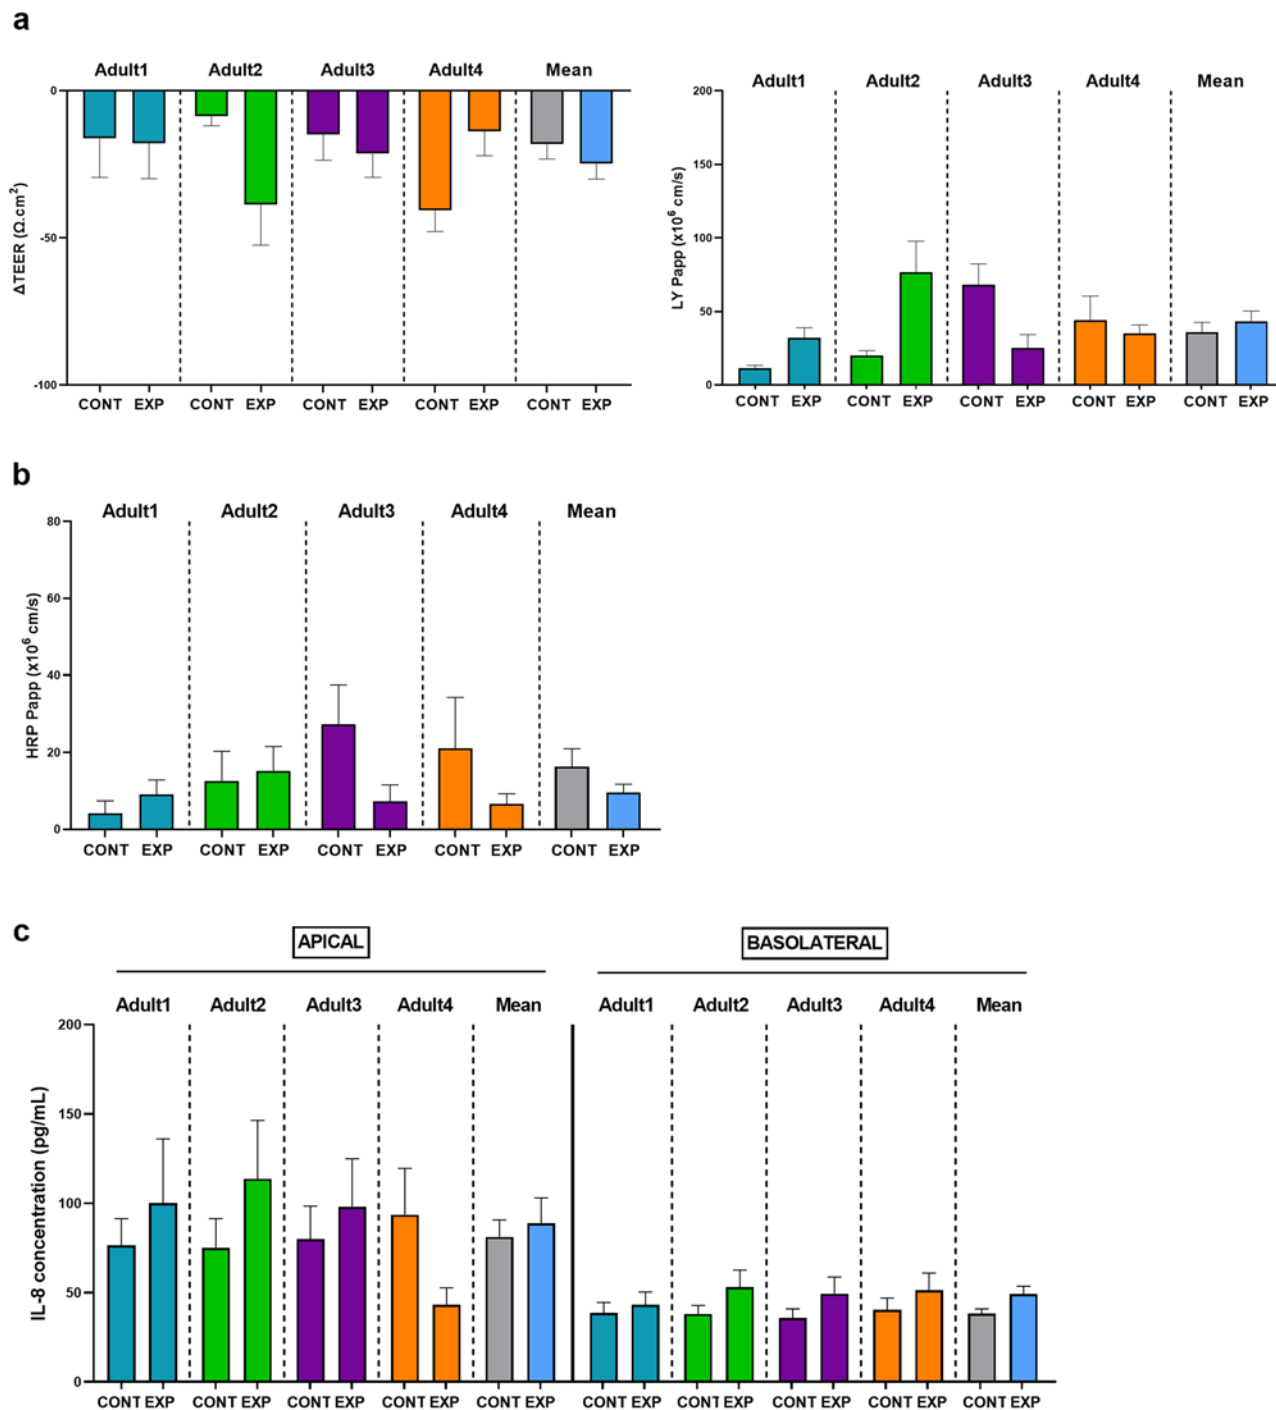 a
Adult1 Adult2 Adult3 Adult4 Mean
0
-50
-100
ΔTEER (Ω.cm²)
CONT EXP CONT EXP CONT EXP CONT EXP CONT EXP
Adult1 Adult2 Adult3 Adult4 Mean
200
150
100
50
0
LY Papp (x10⁶ cm/s)
CONT EXP CONT EXP CONT EXP CONT EXP CONT EXP
b
Adult1 Adult2 Adult3 Adult4 Mean
80
60
40
20
0
HRP Papp (x10⁶ cm/s)
CONT EXP CONT EXP CONT EXP CONT EXP CONT EXP
c
APICAL BASOLATERAL
Adult1 Adult2 Adult3 Adult4 Mean Adult1 Adult2 Adult3 Adult4 Mean
200
150
100
50
0
IL-8 concentration (pg/mL)
CONT EXP CONT EXP CONT EXP CONT EXP CONT EXP CONT EXP CONT EXP CONT EXP CONT EXP CONT EXP